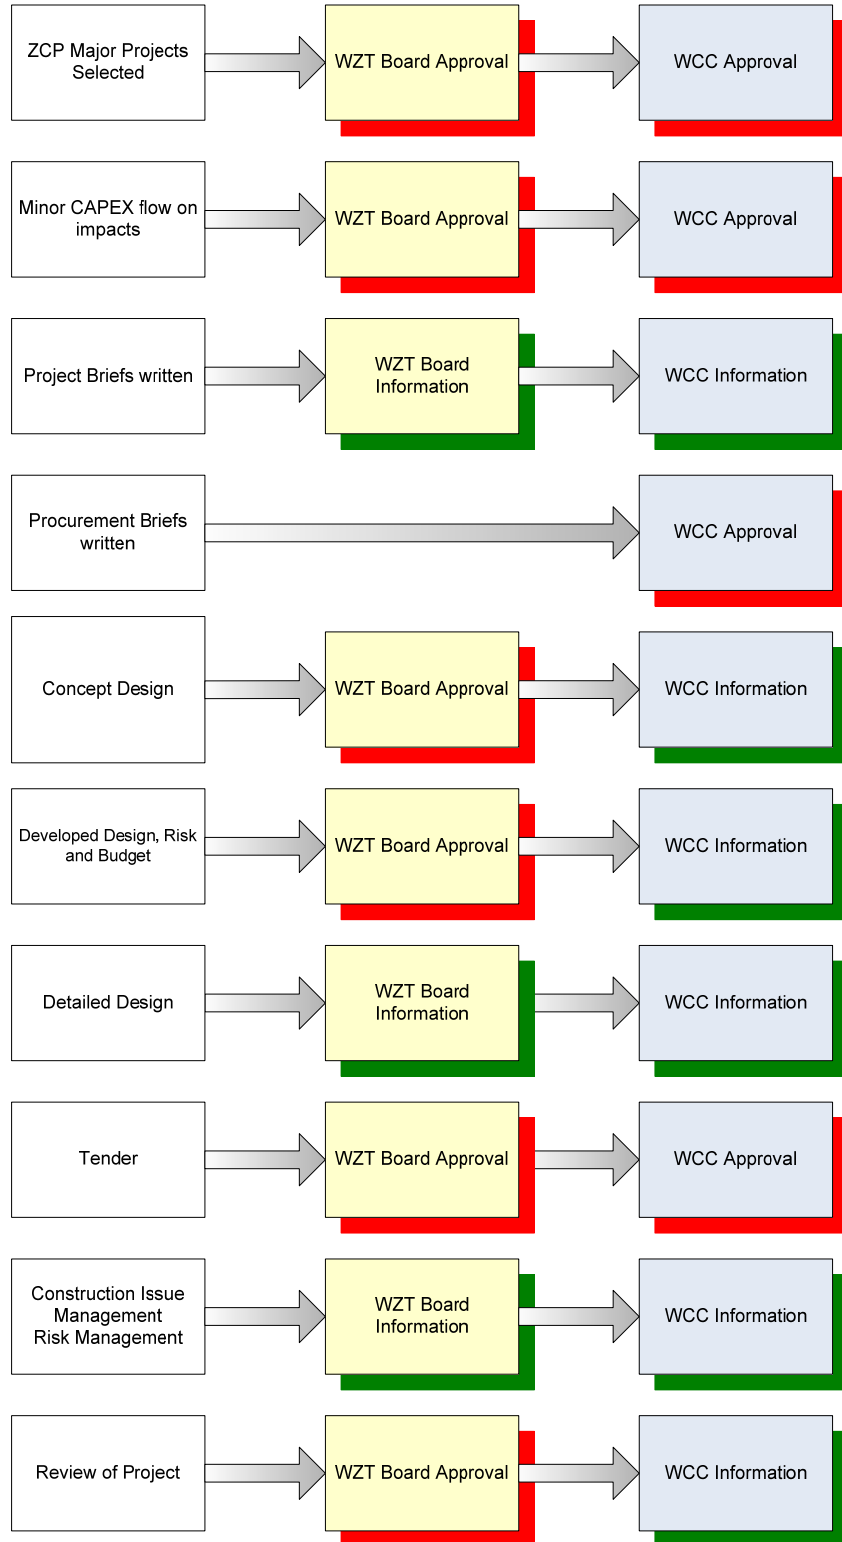 ZCP Major Projects
Selected
WZT Board Approval
WCC Approval
Minor CAPEX flow on
impacts
WZT Board Approval
WCC Approval
Project Briefs written
WZT Board
Information
WCC Information
Procurement Briefs
written
WCC Approval
Concept Design
WZT Board Approval
WCC Information
Developed Design, Risk
and Budget
WZT Board Approval
WCC Information
Detailed Design
WZT Board
Information
WCC Information
Tender
WZT Board Approval
WCC Approval
Construction Issue
Management
Risk Management
WZT Board
Information
WCC Information
Review of Project
WZT Board Approval
WCC Information